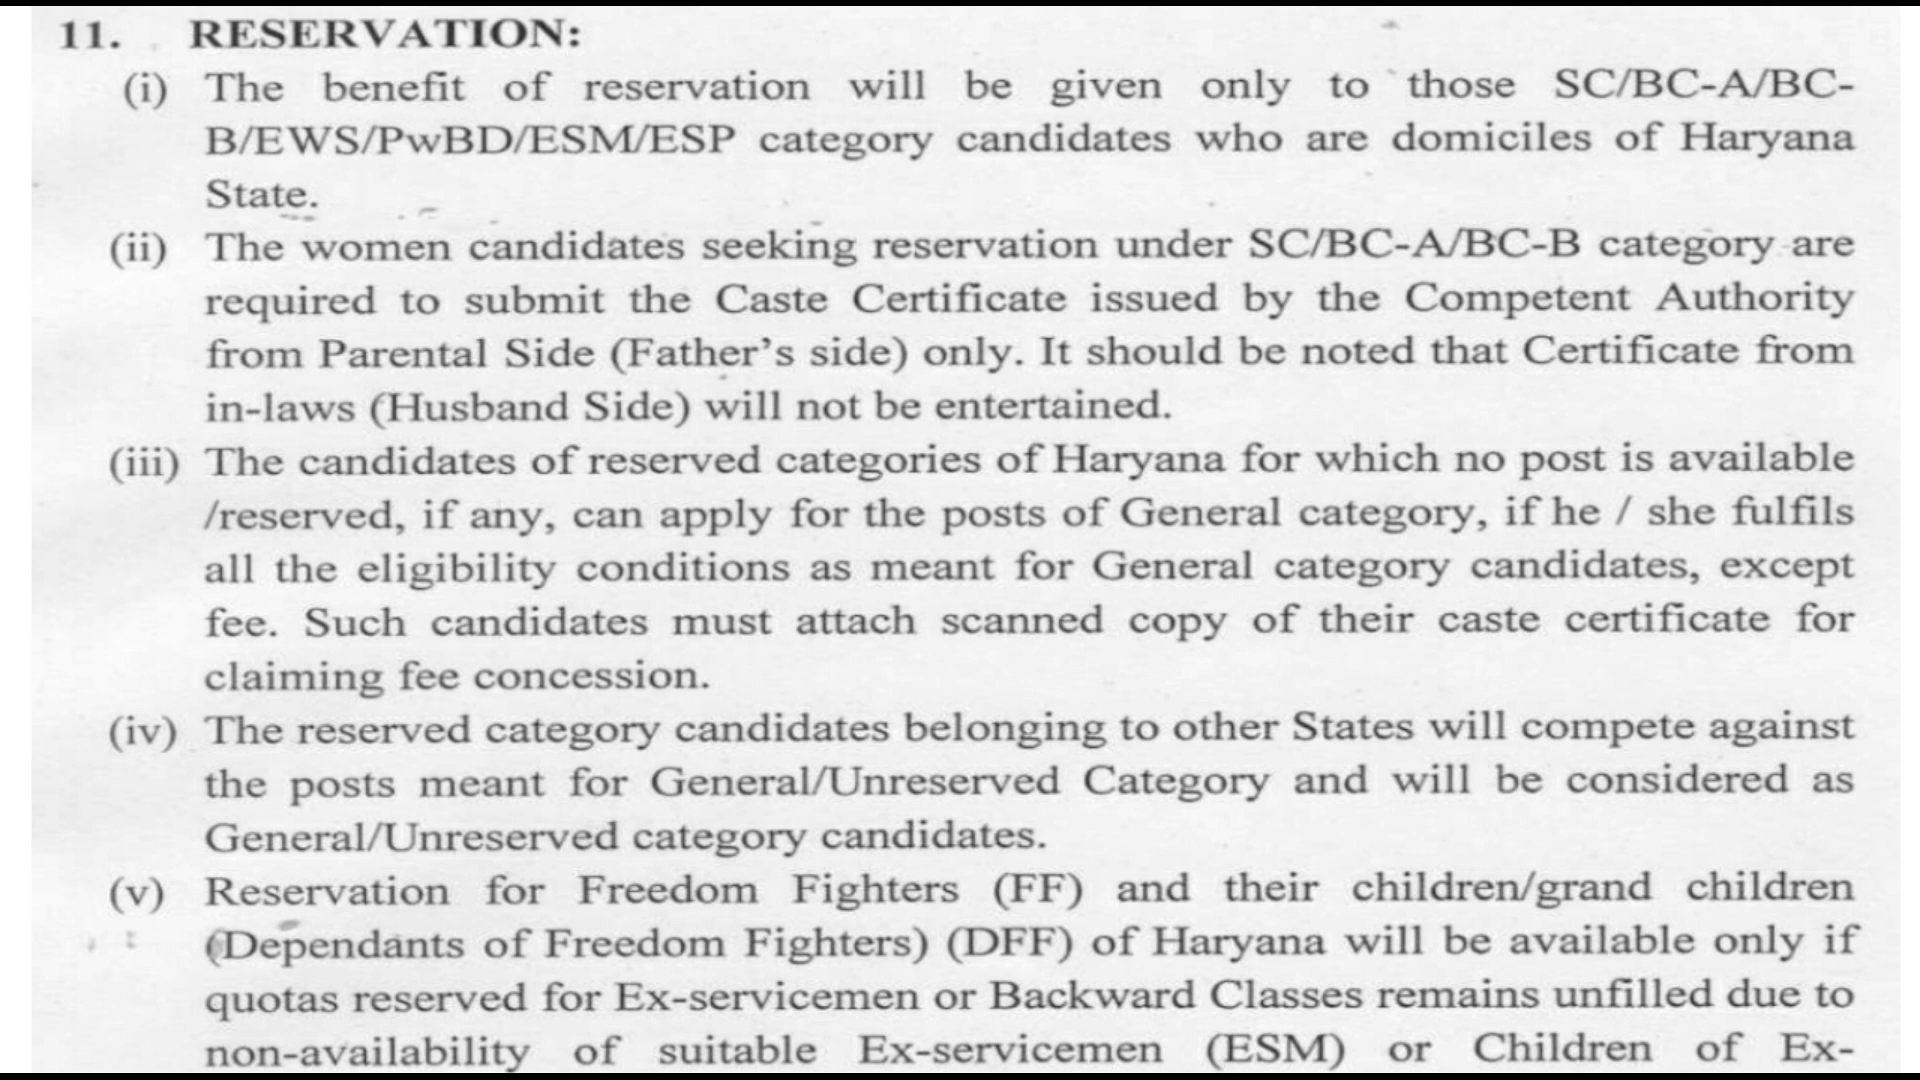 11. RESERVATION:
(i) The benefit of reservation will be given only to those SC/BC-A/BC-
B/EWS/PwBD/ESM/ESP category candidates who are domiciles of Haryana
State.
(ii) The women candidates seeking reservation under SC/BC-A/BC-B category are
required to submit the Caste Certificate issued by the Competent Authority
from Parental Side (Father's side) only. It should be noted that Certificate from
in-laws (Husband Side) will not be entertained.
(iii) The candidates of reserved categories of Haryana for which no post is available
/reserved, if any, can apply for the posts of General category, if he / she fulfils
all the eligibility conditions as meant for General category candidates, except
fee. Such candidates must attach scanned copy of their caste certificate for
claiming fee concession.
(iv) The reserved category candidates belonging to other States will compete against
the posts meant for General/Unreserved Category and will be considered as
General/Unreserved category candidates.
(v) Reservation for Freedom Fighters (FF) and their children/grand children
(Dependants of Freedom Fighters) (DFF) of Haryana will be available only if
quotas reserved for Ex-servicemen or Backward Classes remains unfilled due to
non-availability of suitable Ex-servicemen (ESM) or Children of Ex-